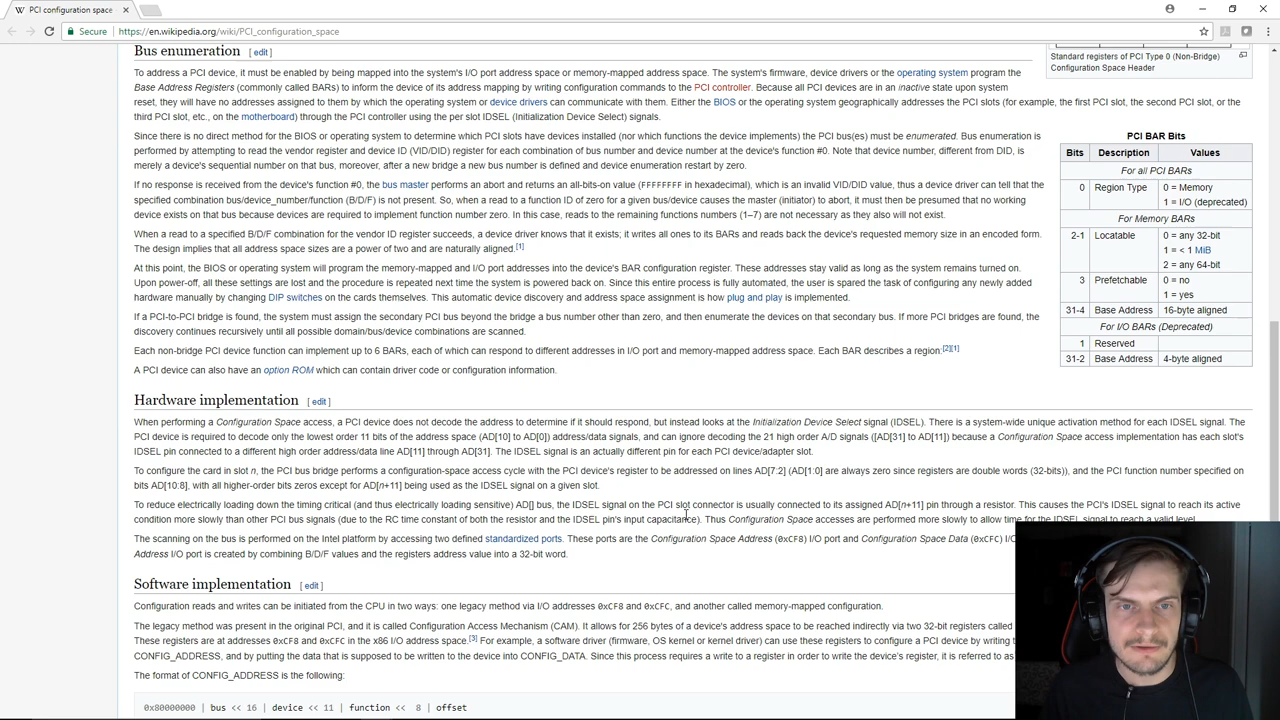 PCI configuration space -
Secure | https://en.wikipedia.org/wiki/PCI_configuration_space
Bus enumeration [ edit ]
To address a PCI device, it must be enabled by being mapped into the system's I/O port address space or memory-mapped address space. The system's firmware, device drivers or the operating system program the
Base Address Registers (commonly called BARs) to inform the device of its address mapping by writing configuration commands to the PCI controller. Because all PCI devices are in an inactive state upon system
reset, they will have no addresses assigned to them by which the operating system or device drivers can communicate with them. Either the BIOS or the operating system geographically addresses the PCI slots (for example, the first PCI slot, the second PCI slot, or the
third PCI slot, etc., on the motherboard) through the PCI controller using the per slot IDSEL (Initialization Device Select) signals.
Since there is no direct method for the BIOS or operating system to determine which PCI slots have devices installed (nor which functions the device implements) the PCI bus(es) must be enumerated. Bus enumeration is
performed by attempting to read the vendor register and device ID (VID/DID) register for each combination of bus number and device number at the device's function #0. Note that device number, different from DID, is
merely a device's sequential number on that bus, moreover, after a new bridge a new bus number is defined and device enumeration restart by zero.
If no response is received from the device's function #0, the bus master performs an abort and returns an all-bits-on value (FFFFFFFF in hexadecimal), which is an invalid VID/DID value, thus a device driver can tell that the
specified combination bus/device_number/function (B/D/F) is not present. So, when a read to a function ID of zero for a given bus/device causes the master (initiator) to abort, it must then be presumed that no working
device exists on that bus because devices are required to implement function number zero. In this case, reads to the remaining functions numbers (1–7) are not necessary as they also will not exist.
When a read to a specified B/D/F combination for the vendor ID register succeeds, a device driver knows that it exists; it writes all ones to its BARs and reads back the device's requested memory size in an encoded form.
The design implies that all address space sizes are a power of two and are naturally aligned.[1]
At this point, the BIOS or operating system will program the memory-mapped and I/O port addresses into the device's BAR configuration register. These addresses stay valid as long as the system remains turned on.
Upon power-off, all these settings are lost and the procedure is repeated next time the system is powered back on. Since this entire process is fully automated, the user is spared the task of configuring any newly added
hardware manually by changing DIP switches on the cards themselves. This automatic device discovery and address space assignment is how plug and play is implemented.
If a PCI-to-PCI bridge is found, the system must assign the secondary PCI bus beyond the bridge a bus number other than zero, and then enumerate the devices on that secondary bus. If more PCI bridges are found, the
discovery continues recursively until all possible domain/bus/device combinations are scanned.
Each non-bridge PCI device function can implement up to 6 BARs, each of which can respond to different addresses in I/O port and memory-mapped address space. Each BAR describes a region:[2][1]
A PCI device can also have an option ROM which can contain driver code or configuration information.
Standard registers of PCI Type 0 (Non-Bridge)
Configuration Space Header
PCI BAR Bits
Bits Description Values
For all PCI BARs
0 Region Type 0 = Memory
1 = I/O (deprecated)
For Memory BARs
2-1 Locatable 0 = any 32-bit
1 = < 1 MiB
2 = any 64-bit
3 Prefetchable 0 = no
1 = yes
31-4 Base Address 16-byte aligned
For I/O BARs (Deprecated)
1 Reserved
31-2 Base Address 4-byte aligned
Hardware implementation [ edit ]
When performing a Configuration Space access, a PCI device does not decode the address to determine if it should respond, but instead looks at the Initialization Device Select signal (IDSEL). There is a system-wide unique activation method for each IDSEL signal. The
PCI device is required to decode only the lowest order 11 bits of the address space (AD[10] to AD[0]) address/data signals, and can ignore decoding the 21 high order A/D signals ([AD[31] to AD[11]) because a Configuration Space access implementation has each slot's
IDSEL pin connected to a different high order address/data line AD[11] through AD[31]. The IDSEL signal is an actually different pin for each PCI device/adapter slot.
To configure the card in slot n, the PCI bus bridge performs a configuration-space access cycle with the PCI device's register to be addressed on lines AD[7:2] (AD[1:0] are always zero since registers are double words (32-bits)), and the PCI function number specified on
bits AD[10:8], with all higher-order bits zeros except for AD[n+11] being used as the IDSEL signal on a given slot.
To reduce electrically loading down the timing critical (and thus electrically loading sensitive) AD[] bus, the IDSEL signal on the PCI slot connector is usually connected to its assigned AD[n+11] pin through a resistor. This causes the PCI's IDSEL signal to reach its active
condition more slowly than other PCI bus signals (due to the RC time constant of both the resistor and the IDSEL pin's input capacitance). Thus Configuration Space accesses are performed more slowly to allow time for the IDSEL signal to reach a valid level.
The scanning on the bus is performed on the Intel platform by accessing two defined standardized ports. These ports are the Configuration Space Address (0xCF8) I/O port and Configuration Space Data (0xCFC) I/O
Address I/O port is created by combining B/D/F values and the registers address value into a 32-bit word.
Software implementation [ edit ]
Configuration reads and writes can be initiated from the CPU in two ways: one legacy method via I/O addresses 0xCF8 and 0xCFC, and another called memory-mapped configuration.
The legacy method was present in the original PCI, and it is called Configuration Access Mechanism (CAM). It allows for 256 bytes of a device's address space to be reached indirectly via two 32-bit registers called
These registers are at addresses 0xCF8 and 0xCFC in the x86 I/O address space.[3] For example, a software driver (firmware, OS kernel or kernel driver) can use these registers to configure a PCI device by writing
CONFIG_ADDRESS, and by putting the data that is supposed to be written to the device into CONFIG_DATA. Since this process requires a write to a register in order to write the device's register, it is referred to as
The format of CONFIG_ADDRESS is the following:
0x80000000 | bus << 16 | device << 11 | function << 8 | offset